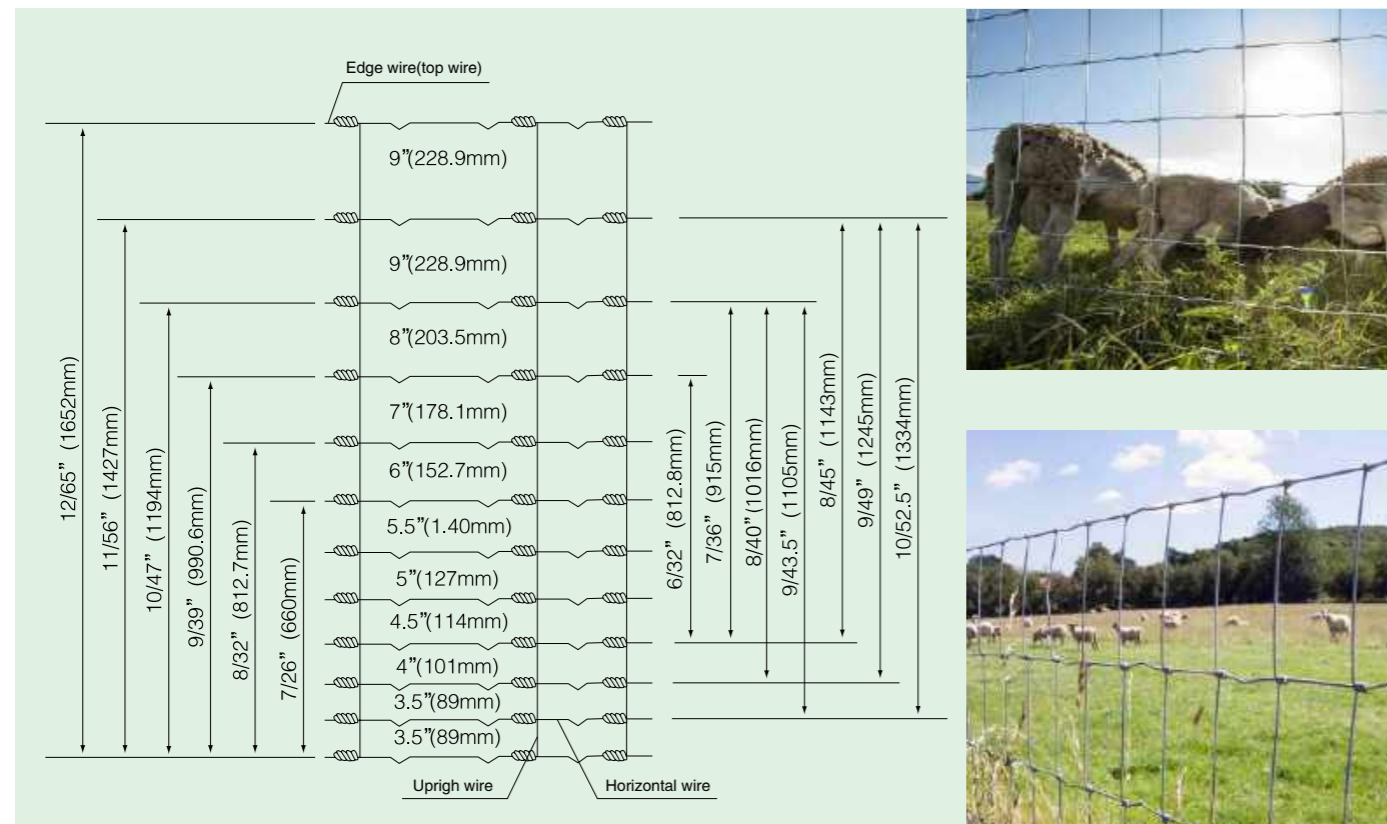 Edge wire(top wire)
9”(228.9mm)
9”(228.9mm)
8”(203.5mm)
7”(178.1mm)
6”(152.7mm)
5.5”(1.40mm)
5”(127mm)
4.5”(114mm)
4”(101mm)
3.5”(89mm)
3.5”(89mm)
12/65” (1652mm)
11/56” (1427mm)
10/47” (1194mm)
9/39” (990.6mm)
8/32” (812.7mm)
7/26” (660mm)
6/32” (812.8mm)
7/36” (915mm)
8/40” (1016mm)
9/43.5” (1105mm)
8/45” (1143mm)
9/49” (1245mm)
10/52.5” (1334mm)
Uprigh wire
Horizontal wire